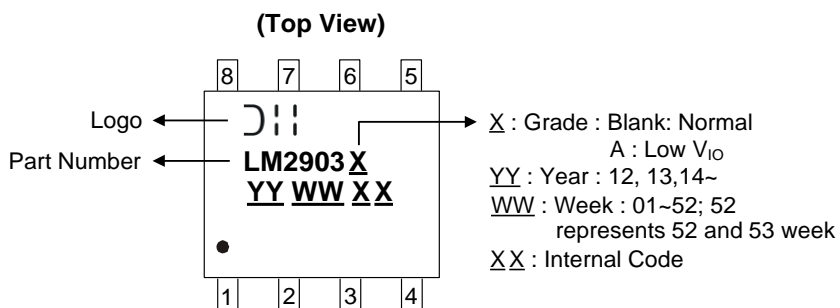 (Top View)
8 7 6 5
Logo
Part Number
LM2903 X
YY WW X X
1 2 3 4
X : Grade : Blank: Normal
A : Low VIO
YY : Year : 12, 13,14~
WW : Week : 01~52; 52
represents 52 and 53 week
X X : Internal Code